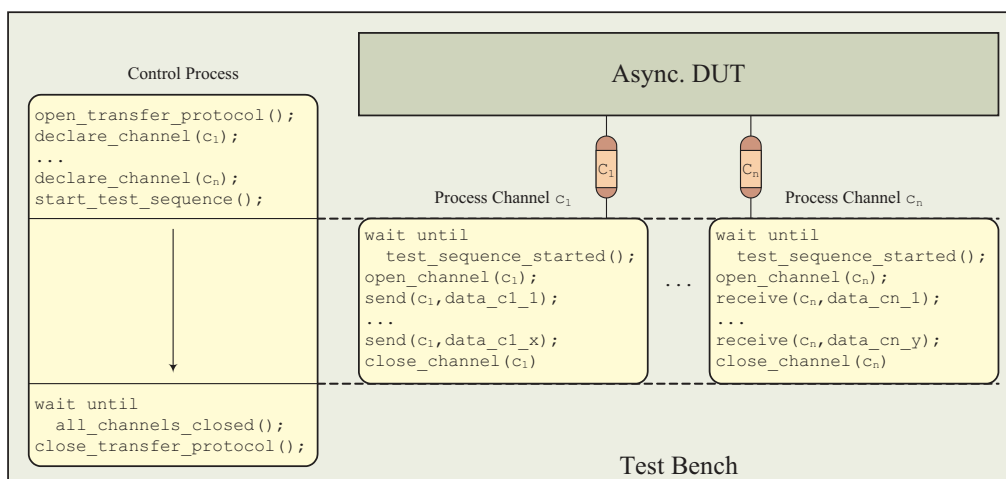 Async. DUT
Control Process
open_transfer_protocol();
declare_channel(c₁);
...
declare_channel(cₙ);
start_test_sequence();
wait until
all_channels_closed();
close_transfer_protocol();
C₁
Cₙ
Process Channel c₁
wait until
test_sequence_started();
open_channel(c₁);
send(c₁,data_c1_1);
...
send(c₁,data_c1_x);
close_channel(c₁)
...
Process Channel cₙ
wait until
test_sequence_started();
open_channel(cₙ);
receive(cₙ,data_cn_1);
...
receive(cₙ,data_cn_y);
close_channel(cₙ)
Test Bench